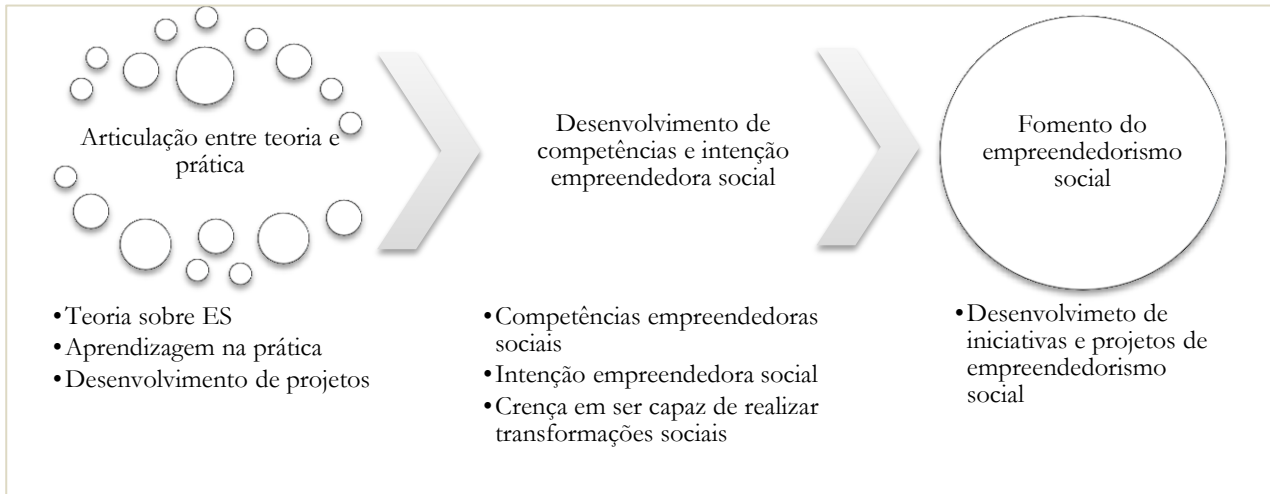 Articulação entre teoria e
prática
•Teoria sobre ES
•Aprendizagem na prática
•Desenvolvimento de projetos
Desenvolvimento de
competências e intenção
empreendedora social
•Competências empreendedoras
sociais
•Intenção empreendedora social
•Crença em ser capaz de realizar
transformações sociais
Fomento do
empreendedorismo
social
•Desenvolvimeto de
iniciativas e projetos de
empreendedorismo
social